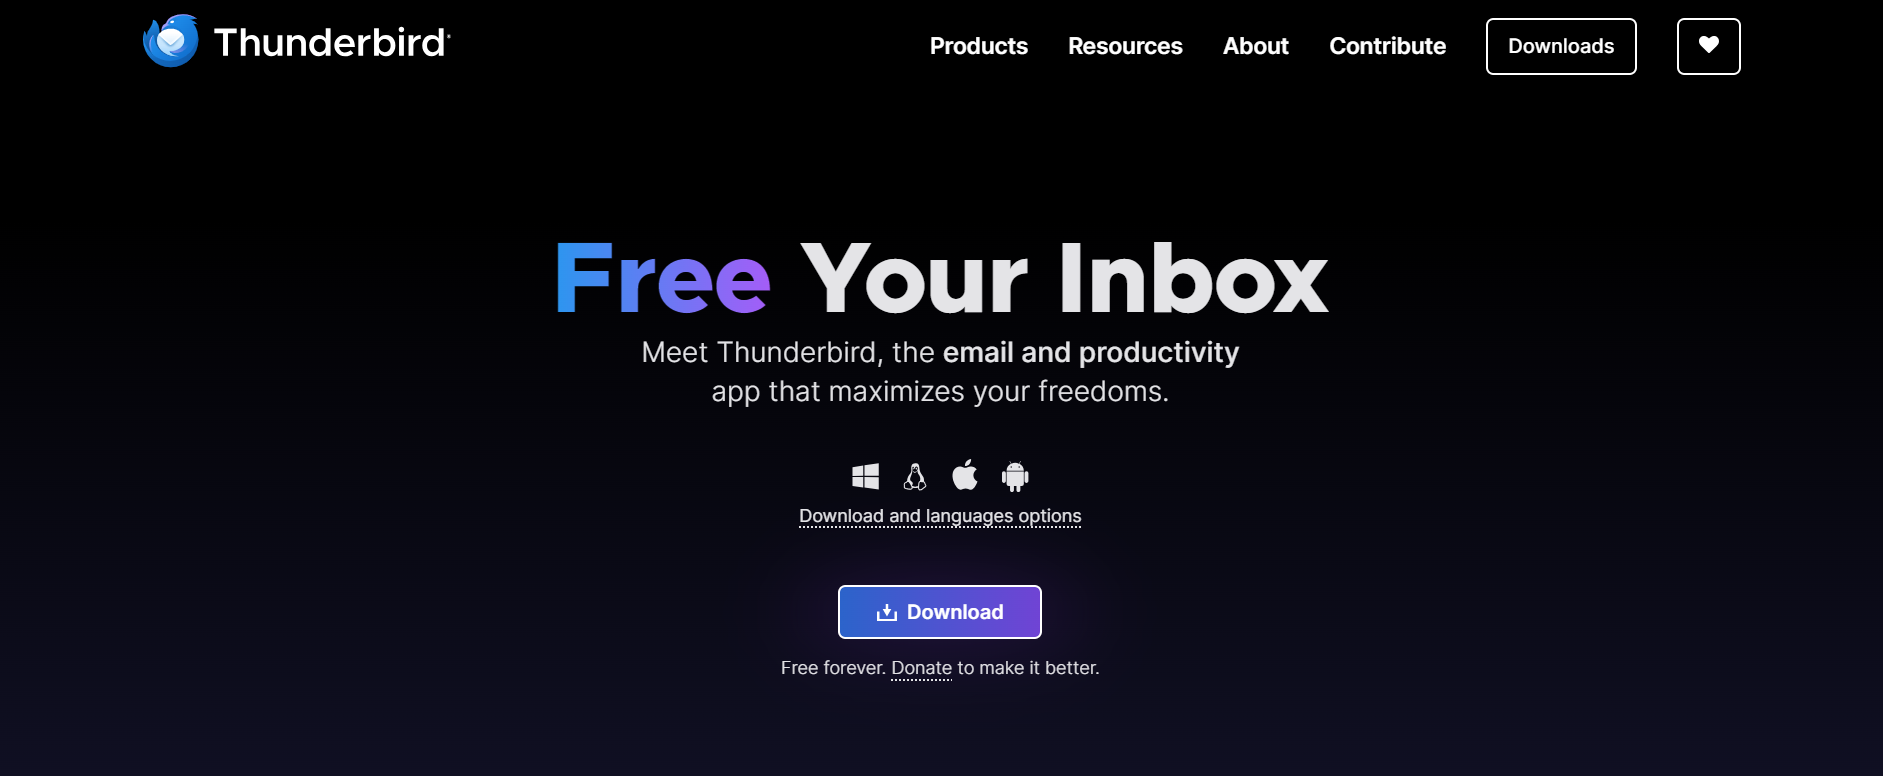 Thunderbird
Products
Resources
About
Contribute
Downloads
Free Your Inbox
Meet Thunderbird, the email and productivity
app that maximizes your freedoms.
Download and languages options
Download
Free forever. Donate to make it better.